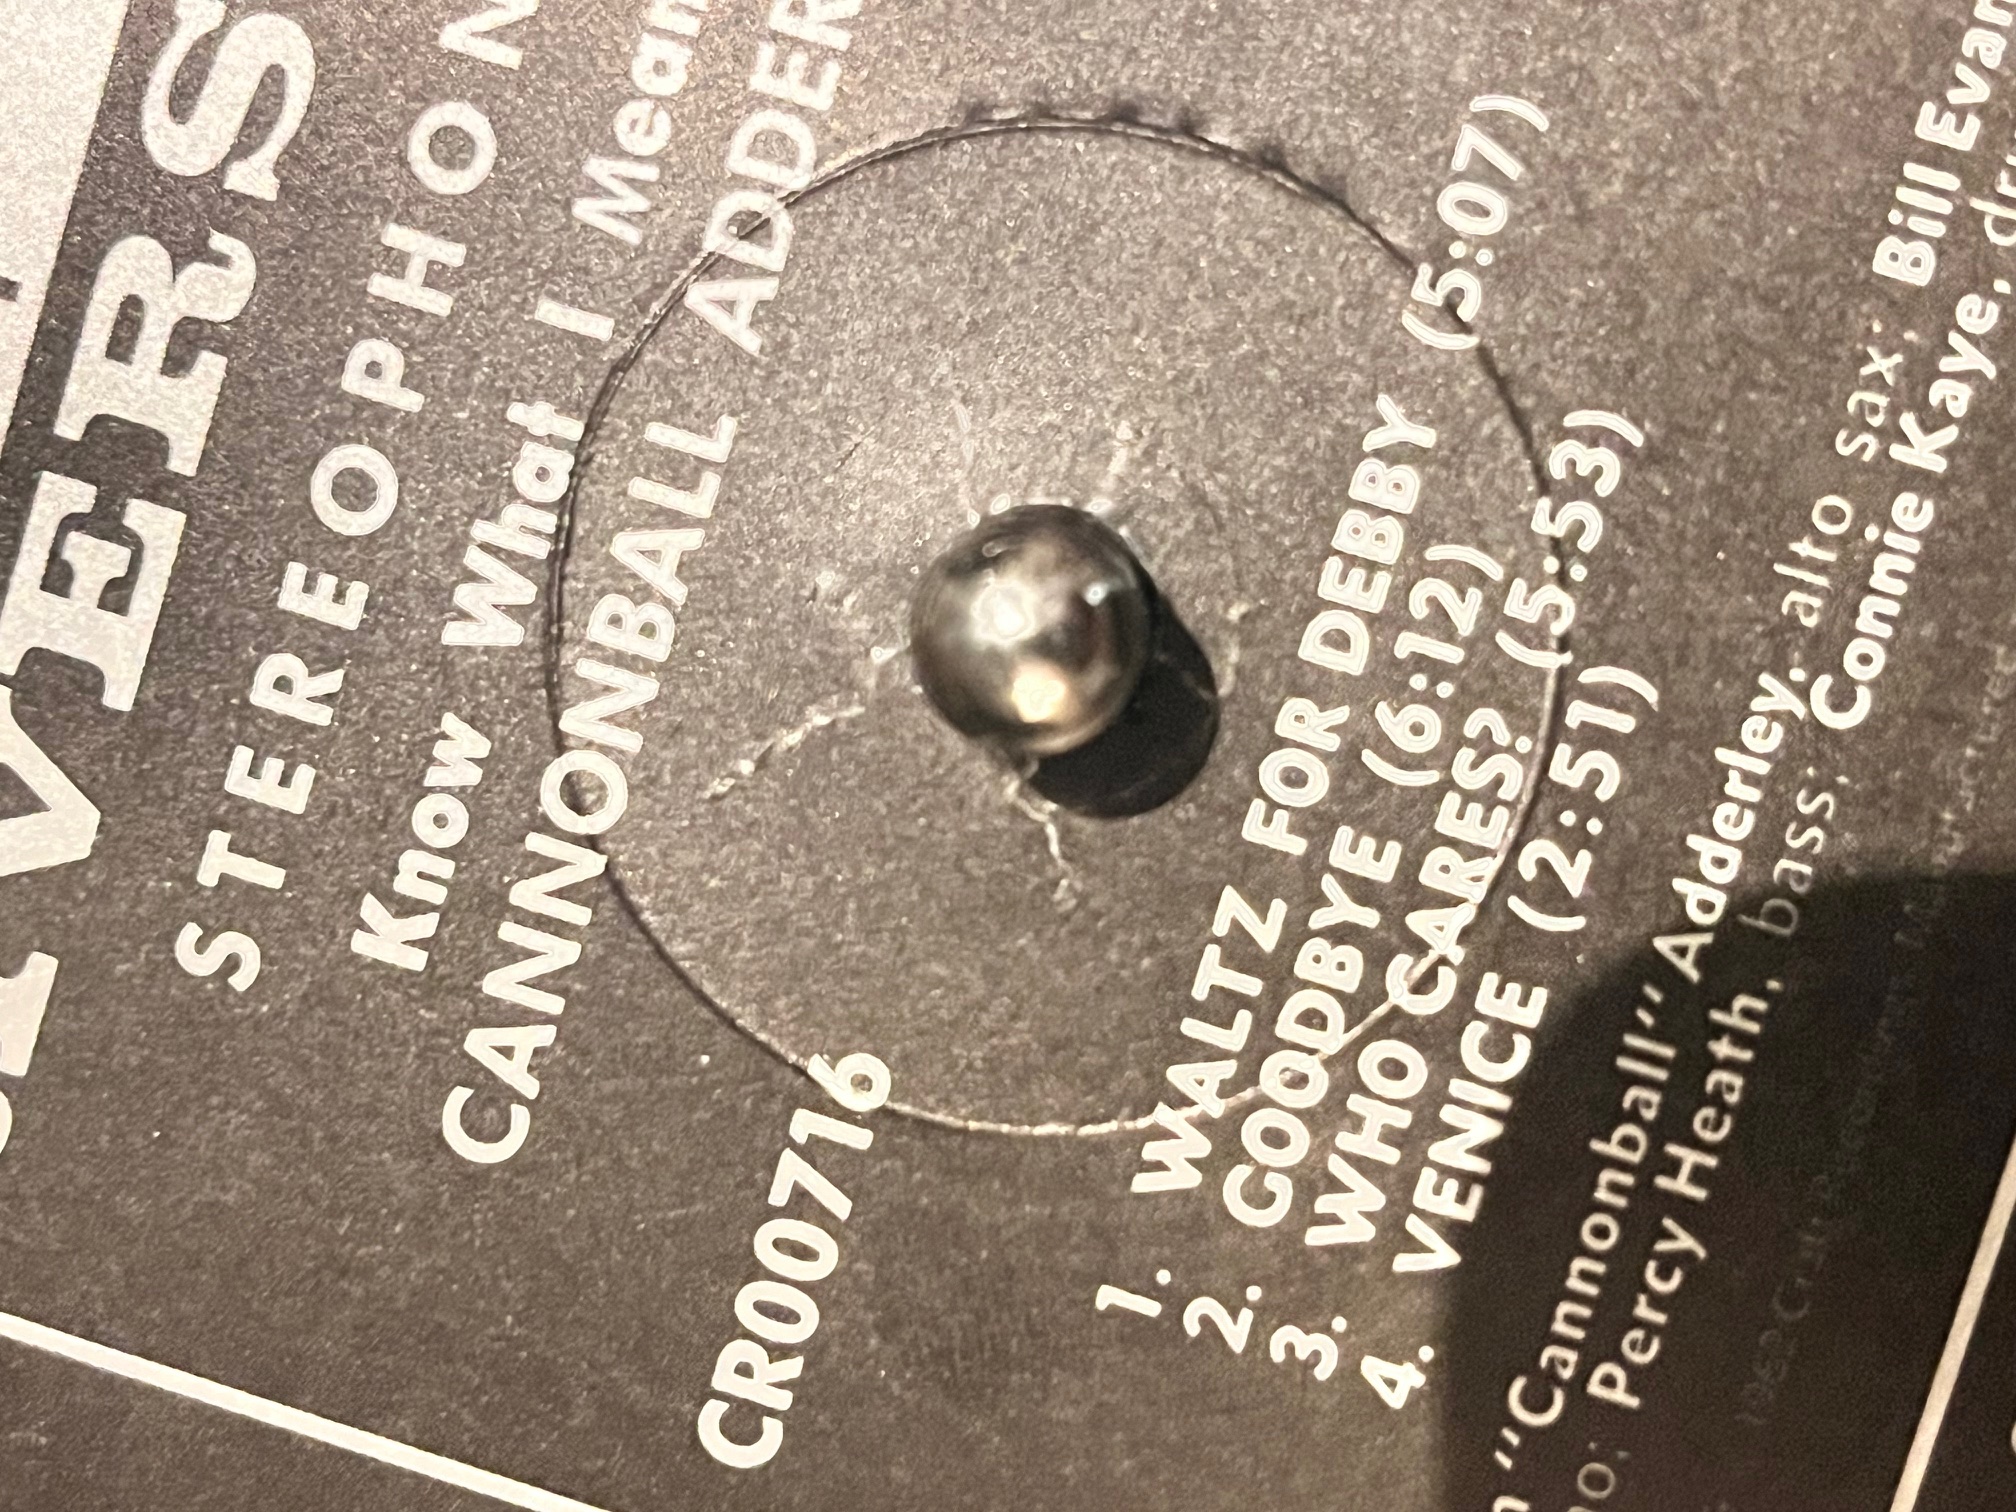 VERS
STEREOPHON
Know What I Mean
CANNONBALL ADDER
CR00716
1. WALTZ FOR DEBBY (5:07)
2. GOODBYE (6:12)
3. WHO CARES? (5:53)
4. VENICE (2:51)
"Cannonball" Adderley, alto sax; Bill Evan
no; Percy Heath, bass; Connie Kaye, dr